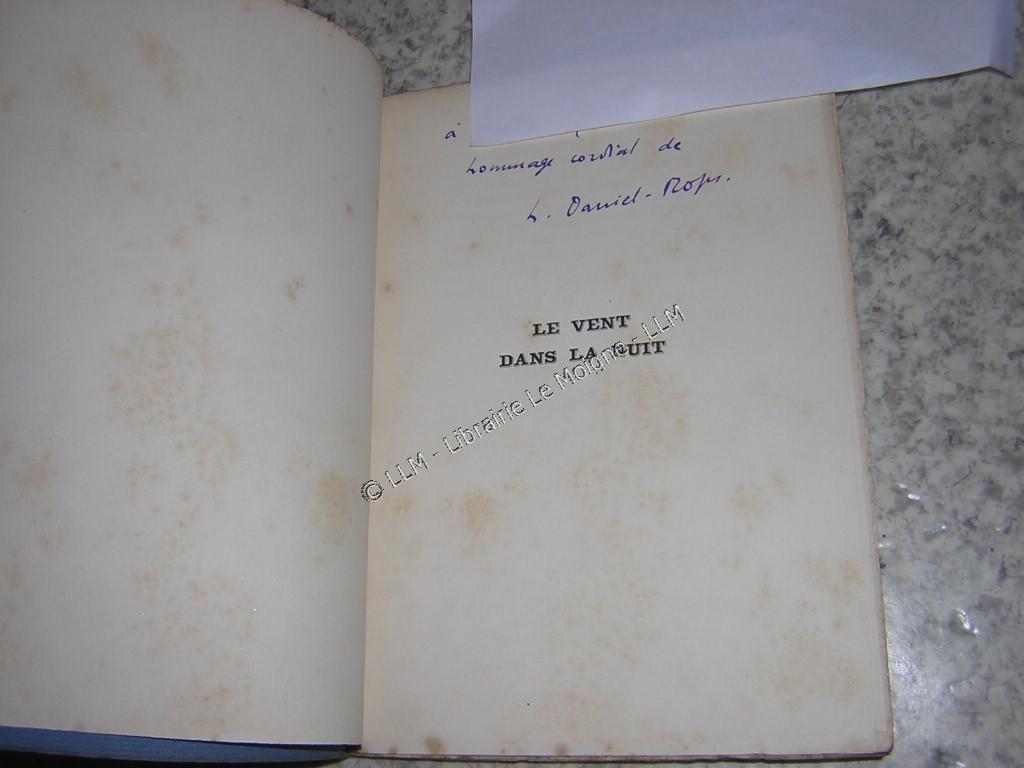 à
hommage cordial de
h. Daniel-Rops.
LE VENT
DANS LA NUIT
© LLM - Librairie Le Moigne - LLM